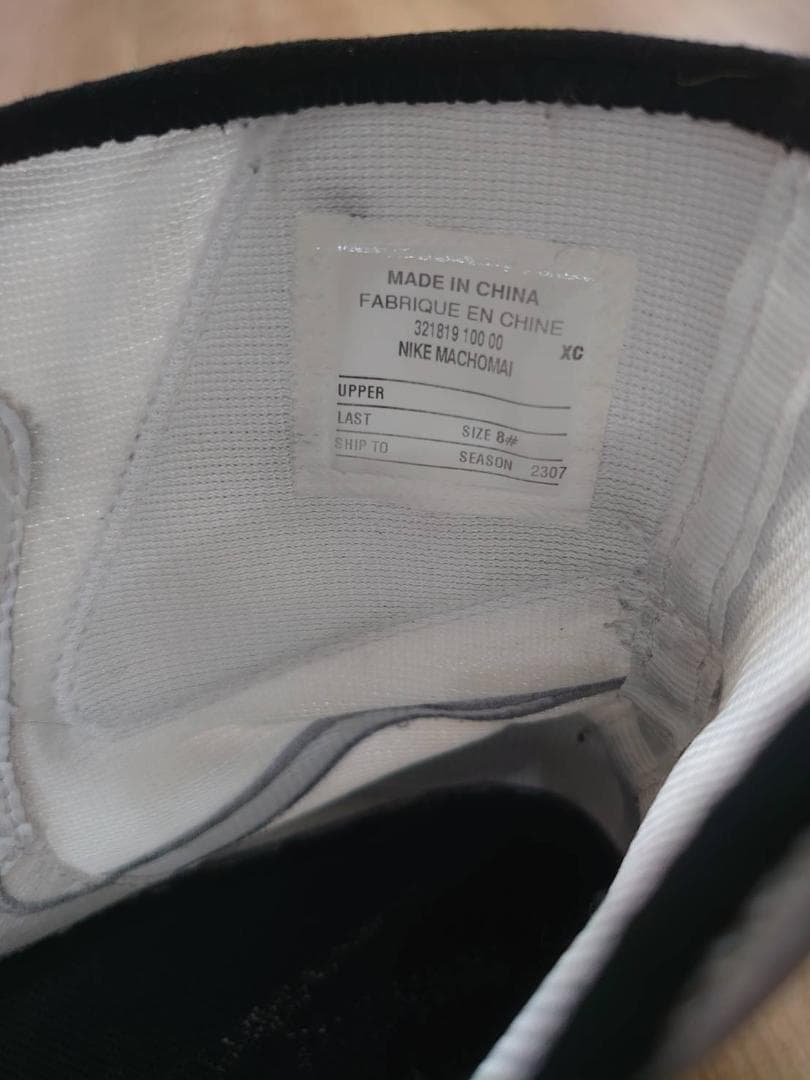 MADE IN CHINA
FABRIQUE EN CHINE
321819 100 00 XC
NIKE MACHOMAI
UPPER
LAST SIZE 8#
SHIP TO SEASON 2307